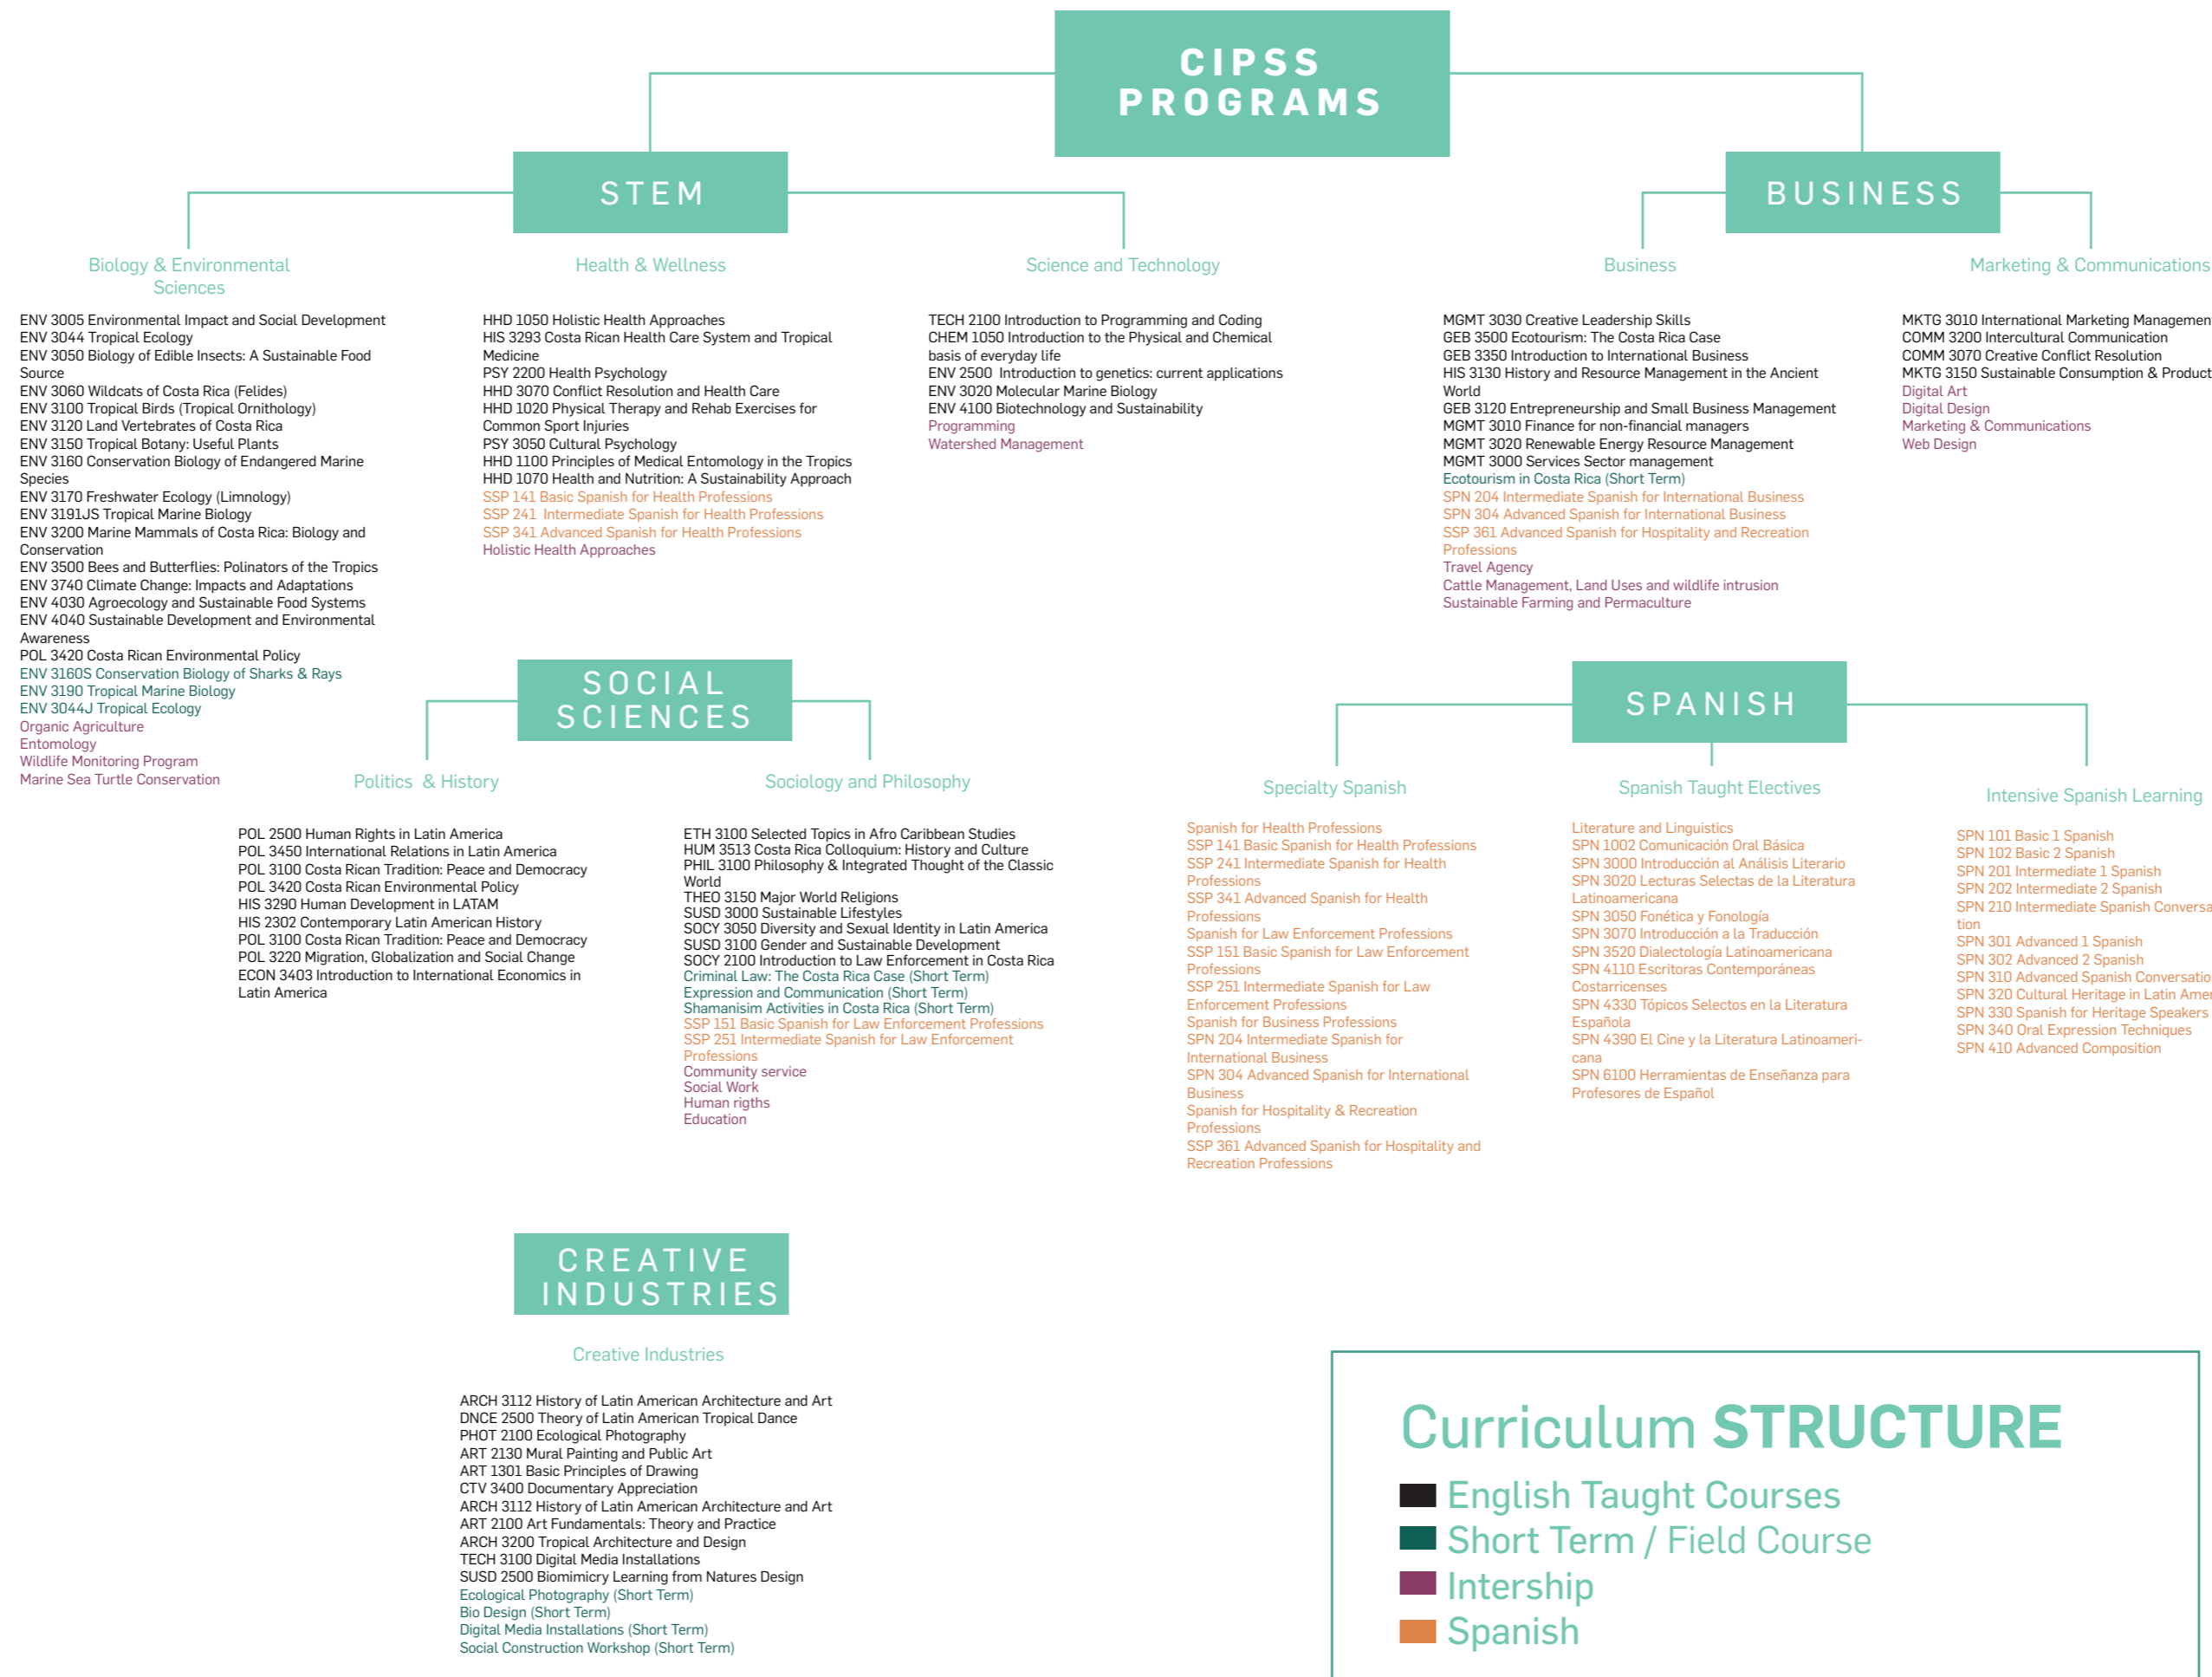 CIPSS
PROGRAMS
STEM
BUSINESS
Biology & Environmental
Sciences
ENV 3005 Environmental Impact and Social Development
ENV 3044 Tropical Ecology
ENV 3050 Biology of Edible Insects: A Sustainable Food
Source
ENV 3060 Wildcats of Costa Rica (Felides)
ENV 3100 Tropical Birds (Tropical Ornithology)
ENV 3120 Land Vertebrates of Costa Rica
ENV 3150 Tropical Botany: Useful Plants
ENV 3160 Conservation Biology of Endangered Marine
Species
ENV 3170 Freshwater Ecology (Limnology)
ENV 3191JS Tropical Marine Biology
ENV 3200 Marine Mammals of Costa Rica: Biology and
Conservation
ENV 3500 Bees and Butterflies: Polinators of the Tropics
ENV 3740 Climate Change: Impacts and Adaptations
ENV 4030 Agroecology and Sustainable Food Systems
ENV 4040 Sustainable Development and Environmental
Awareness
POL 3420 Costa Rican Environmental Policy
ENV 3160S Conservation Biology of Sharks & Rays
ENV 3190 Tropical Marine Biology
ENV 3044J Tropical Ecology
Organic Agriculture
Entomology
Wildlife Monitoring Program
Marine Sea Turtle Conservation
Health & Wellness
HHD 1050 Holistic Health Approaches
HIS 3293 Costa Rican Health Care System and Tropical
Medicine
PSY 2200 Health Psychology
HHD 3070 Conflict Resolution and Health Care
HHD 1020 Physical Therapy and Rehab Exercises for
Common Sport Injuries
PSY 3050 Cultural Psychology
HHD 1100 Principles of Medical Entomology in the Tropics
HHD 1070 Health and Nutrition: A Sustainability Approach
SSP 141 Basic Spanish for Health Professions
SSP 241 Intermediate Spanish for Health Professions
SSP 341 Advanced Spanish for Health Professions
Holistic Health Approaches
Science and Technology
TECH 2100 Introduction to Programming and Coding
CHEM 1050 Introduction to the Physical and Chemical
basis of everyday life
ENV 2500 Introduction to genetics: current applications
ENV 3020 Molecular Marine Biology
ENV 4100 Biotechnology and Sustainability
Programming
Watershed Management
Business
MGMT 3030 Creative Leadership Skills
GEB 3500 Ecotourism: The Costa Rica Case
GEB 3350 Introduction to International Business
HIS 3130 History and Resource Management in the Ancient
World
GEB 3120 Entrepreneurship and Small Business Management
MGMT 3010 Finance for non-financial managers
MGMT 3020 Renewable Energy Resource Management
MGMT 3000 Services Sector management
Ecotourism in Costa Rica (Short Term)
SPN 204 Intermediate Spanish for International Business
SPN 304 Advanced Spanish for International Business
SSP 361 Advanced Spanish for Hospitality and Recreation
Professions
Travel Agency
Cattle Management, Land Uses and wildlife intrusion
Sustainable Farming and Permaculture
Marketing & Communications
MKTG 3010 International Marketing Managemen
COMM 3200 Intercultural Communication
COMM 3070 Creative Conflict Resolution
MKTG 3150 Sustainable Consumption & Product
Digital Art
Digital Design
Marketing & Communications
Web Design
SOCIAL
SCIENCES
Politics & History
POL 2500 Human Rights in Latin America
POL 3450 International Relations in Latin America
POL 3100 Costa Rican Tradition: Peace and Democracy
POL 3420 Costa Rican Environmental Policy
HIS 3290 Human Development in LATAM
HIS 2302 Contemporary Latin American History
POL 3100 Costa Rican Tradition: Peace and Democracy
POL 3220 Migration, Globalization and Social Change
ECON 3403 Introduction to International Economics in
Latin America
Sociology and Philosophy
ETH 3100 Selected Topics in Afro Caribbean Studies
HUM 3513 Costa Rica Colloquium: History and Culture
PHIL 3100 Philosophy & Integrated Thought of the Classic
World
THEO 3150 Major World Religions
SUSD 3000 Sustainable Lifestyles
SOCY 3050 Diversity and Sexual Identity in Latin America
SUSD 3100 Gender and Sustainable Development
SOCY 2100 Introduction to Law Enforcement in Costa Rica
Criminal Law: The Costa Rica Case (Short Term)
Expression and Communication (Short Term)
Shamanisim Activities in Costa Rica (Short Term)
SSP 151 Basic Spanish for Law Enforcement Professions
SSP 251 Intermediate Spanish for Law Enforcement
Professions
Community service
Social Work
Human rigths
Education
SPANISH
Specialty Spanish
Spanish for Health Professions
SSP 141 Basic Spanish for Health Professions
SSP 241 Intermediate Spanish for Health
Professions
SSP 341 Advanced Spanish for Health
Professions
Spanish for Law Enforcement Professions
SSP 151 Basic Spanish for Law Enforcement
Professions
SSP 251 Intermediate Spanish for Law
Enforcement Professions
Spanish for Business Professions
SPN 204 Intermediate Spanish for
International Business
SPN 304 Advanced Spanish for International
Business
Spanish for Hospitality & Recreation
Professions
SSP 361 Advanced Spanish for Hospitality and
Recreation Professions
Spanish Taught Electives
Literature and Linguistics
SPN 1002 Comunicación Oral Básica
SPN 3000 Introducción al Análisis Literario
SPN 3020 Lecturas Selectas de la Literatura
Latinoamericana
SPN 3050 Fonética y Fonología
SPN 3070 Introducción a la Traducción
SPN 3520 Dialectología Latinoamericana
SPN 4110 Escritoras Contemporáneas
Costarricenses
SPN 4330 Tópicos Selectos en la Literatura
Española
SPN 4390 El Cine y la Literatura Latinoameri-
cana
SPN 6100 Herramientas de Enseñanza para
Profesores de Español
Intensive Spanish Learning
SPN 101 Basic 1 Spanish
SPN 102 Basic 2 Spanish
SPN 201 Intermediate 1 Spanish
SPN 202 Intermediate 2 Spanish
SPN 210 Intermediate Spanish Conversa
tion
SPN 301 Advanced 1 Spanish
SPN 302 Advanced 2 Spanish
SPN 310 Advanced Spanish Conversatio
SPN 320 Cultural Heritage in Latin Amer
SPN 330 Spanish for Heritage Speakers
SPN 340 Oral Expression Techniques
SPN 410 Advanced Composition
CREATIVE
INDUSTRIES
Creative Industries
ARCH 3112 History of Latin American Architecture and Art
DNCE 2500 Theory of Latin American Tropical Dance
PHOT 2100 Ecological Photography
ART 2130 Mural Painting and Public Art
ART 1301 Basic Principles of Drawing
CTV 3400 Documentary Appreciation
ARCH 3112 History of Latin American Architecture and Art
ART 2100 Art Fundamentals: Theory and Practice
ARCH 3200 Tropical Architecture and Design
TECH 3100 Digital Media Installations
SUSD 2500 Biomimicry Learning from Natures Design
Ecological Photography (Short Term)
Bio Design (Short Term)
Digital Media Installations (Short Term)
Social Construction Workshop (Short Term)
Curriculum STRUCTURE
English Taught Courses
Short Term / Field Course
Intership
Spanish